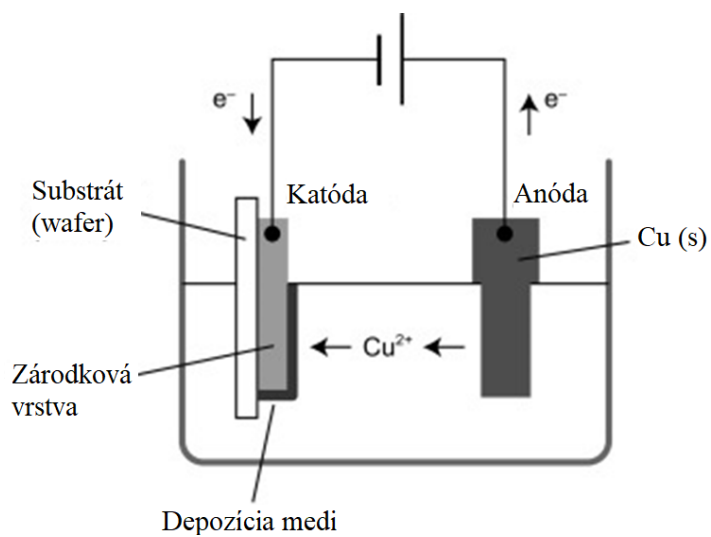 e⁻
e⁻
Substrát
(wafer)
Katóda
Anóda
Cu (s)
Cu²⁺
Zárodková
vrstva
Depozícia medi